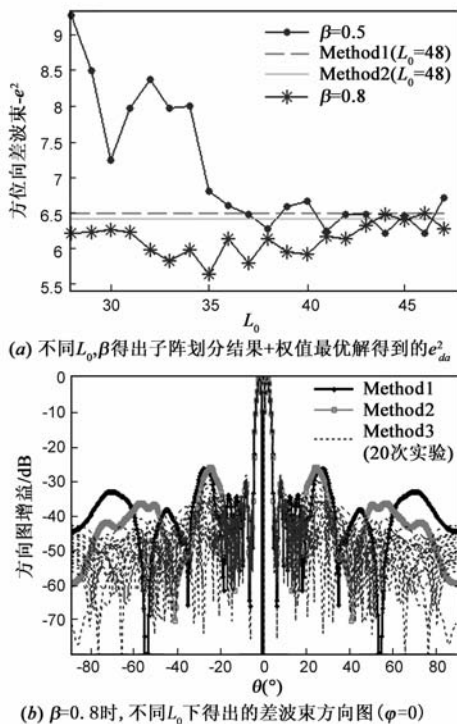 9
8.5
8
7.5
7
6.5
6
5.5
方位向差波束-e²
β=0.5
Method1(L₀=48)
Method2(L₀=48)
β=0.8
30 35 40 45
L₀
(a) 不同L₀,β得出子阵划分结果+权值最优解得到的e²da
0
-10
-20
-30
-40
-50
-60
-70
方向图增益/dB
Method1
Method2
Method3
(20次实验)
-80 -60 -40 -20 0 20 40 60 80
θ(°)
(b) β=0.8时,不同L₀下得出的差波束方向图(φ=0)